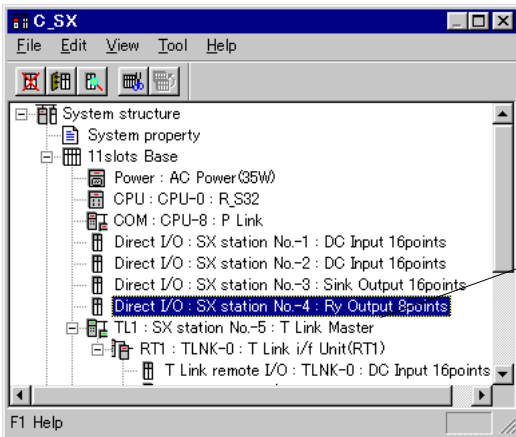 C_SX
File Edit View Tool Help
System structure
System property
11slots Base
Power : AC Power(35W)
CPU : CPU-0 : R_S32
COM : CPU-8 : P Link
Direct I/O : SX station No.-1 : DC Input 16points
Direct I/O : SX station No.-2 : DC Input 16points
Direct I/O : SX station No.-3 : Sink Output 16points
Direct I/O : SX station No.-4 : Ry Output 8points
TL1 : SX station No.-5 : T Link Master
RT1 : TLNK-0 : T Link i/f Unit(RT1)
T Link remote I/O : TLNK-0 : DC Input 16points
F1 Help